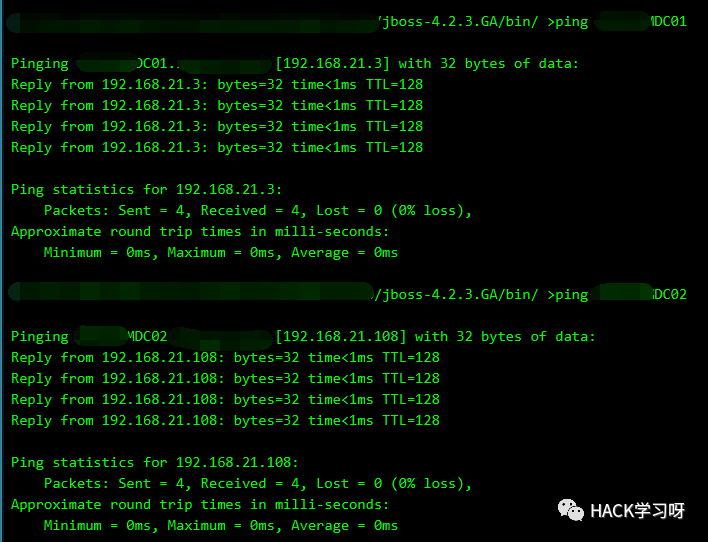 /jboss-4.2.3.GA/bin/ >ping MDC01
Pinging DC01. [192.168.21.3] with 32 bytes of data:
Reply from 192.168.21.3: bytes=32 time<1ms TTL=128
Reply from 192.168.21.3: bytes=32 time<1ms TTL=128
Reply from 192.168.21.3: bytes=32 time<1ms TTL=128
Reply from 192.168.21.3: bytes=32 time<1ms TTL=128
Ping statistics for 192.168.21.3:
Packets: Sent = 4, Received = 4, Lost = 0 (0% loss),
Approximate round trip times in milli-seconds:
Minimum = 0ms, Maximum = 0ms, Average = 0ms
/jboss-4.2.3.GA/bin/ >ping DC02
Pinging MDC02 [192.168.21.108] with 32 bytes of data:
Reply from 192.168.21.108: bytes=32 time<1ms TTL=128
Reply from 192.168.21.108: bytes=32 time<1ms TTL=128
Reply from 192.168.21.108: bytes=32 time<1ms TTL=128
Reply from 192.168.21.108: bytes=32 time<1ms TTL=128
Ping statistics for 192.168.21.108:
Packets: Sent = 4, Received = 4, Lost = 0 (0% loss),
Approximate round trip times in milli-seconds:
Minimum = 0ms, Maximum = 0ms, Average = 0ms
HACK学习呀